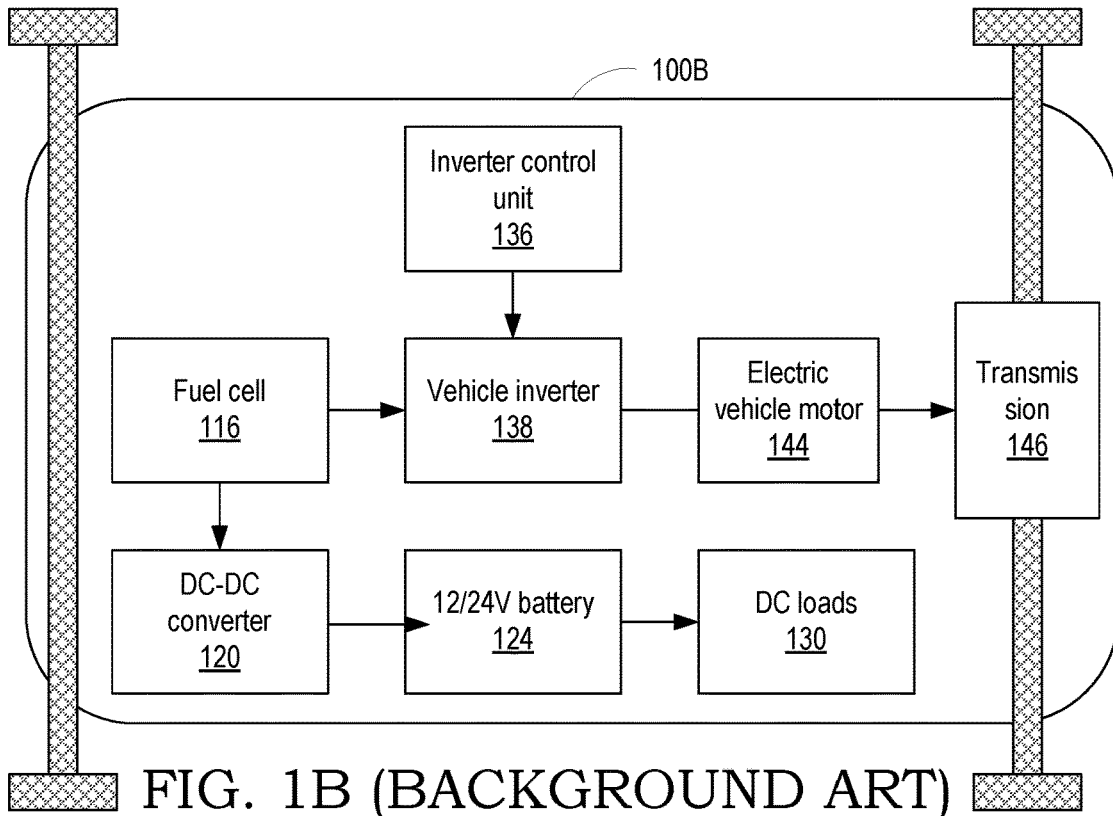 100B
Inverter control
unit
136
Fuel cell
116
Vehicle inverter
138
Electric
vehicle motor
144
Transmis
sion
146
DC-DC
converter
120
12/24V battery
124
DC loads
130
FIG. 1B (BACKGROUND ART)